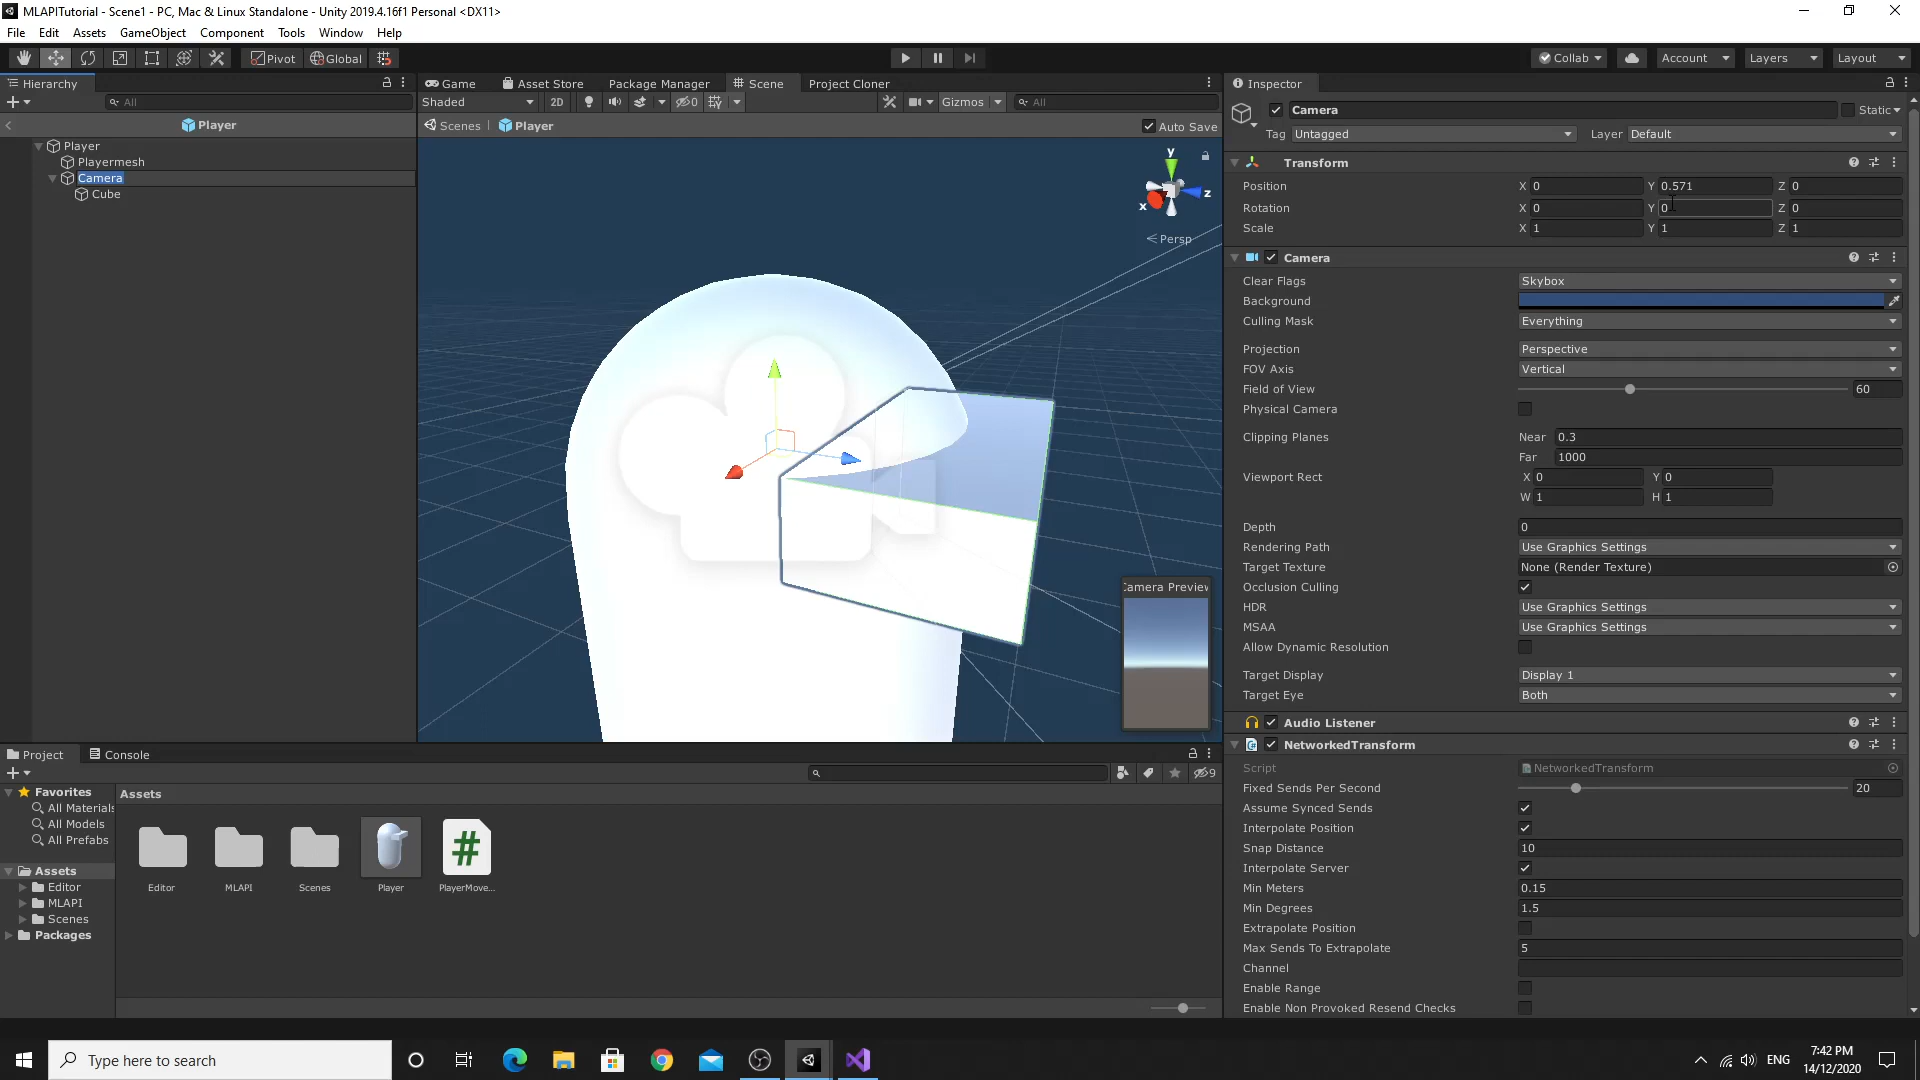 MLAPITutorial - Scene1 - PC, Mac & Linux Standalone - Unity 2019.4.16f1 Personal <DX11>
File Edit Assets GameObject Component Tools Window Help
Pivot Global Collab Account Layers Layout
Hierarchy
All
Player
Player
Playermesh
Camera
Cube
Game Asset Store Package Manager Scene Project Cloner
Shaded 2D 0 Gizmos All
Scenes Player Auto Save
y
z
x
Persp
Camera Preview
Inspector
Camera Static
Tag Untagged Layer Default
Transform
Position X 0 Y 0.571 Z 0
Rotation X 0 Y 0 Z 0
Scale X 1 Y 1 Z 1
Camera
Clear Flags Skybox
Background
Culling Mask Everything
Projection Perspective
FOV Axis Vertical
Field of View 60
Physical Camera
Clipping Planes Near 0.3
Far 1000
Viewport Rect X 0 Y 0
W 1 H 1
Depth 0
Rendering Path Use Graphics Settings
Target Texture None (Render Texture)
Occlusion Culling
HDR Use Graphics Settings
MSAA Use Graphics Settings
Allow Dynamic Resolution
Target Display Display 1
Target Eye Both
Audio Listener
NetworkedTransform
Script NetworkedTransform
Fixed Sends Per Second 20
Assume Synced Sends
Interpolate Position
Snap Distance 10
Interpolate Server
Min Meters 0.15
Min Degrees 1.5
Extrapolate Position
Max Sends To Extrapolate 5
Channel
Enable Range
Enable Non Provoked Resend Checks
Project Console
9
Favorites
All Materials
All Models
All Prefabs
Assets
Editor
MLAPI
Scenes
Packages
Assets
Editor MLAPI Scenes Player PlayerMove...
Type here to search
ENG
7:42 PM
14/12/2020